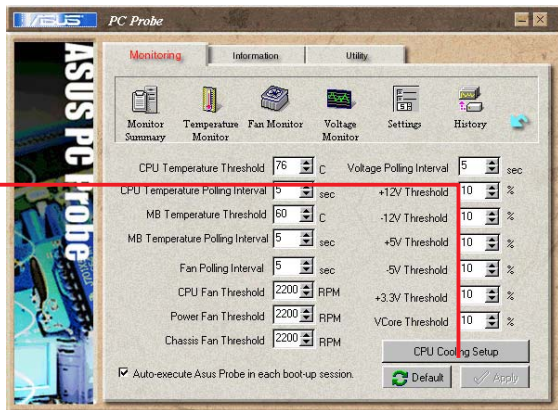 ASUS PC Probe
Monitoring Information Utility
ASUS PC Probe
Monitor Summary
Temperature Monitor
Fan Monitor
Voltage Monitor
Settings
History
CPU Temperature Threshold 76 C
CPU Temperature Polling Interval 5 sec
MB Temperature Threshold 60 C
MB Temperature Polling Interval 5 sec
Fan Polling Interval 5 sec
CPU Fan Threshold 2200 RPM
Power Fan Threshold 2200 RPM
Chassis Fan Threshold 2200 RPM
Voltage Polling Interval 5 sec
+12V Threshold 10 %
-12V Threshold 10 %
+5V Threshold 10 %
-5V Threshold 10 %
+3.3V Threshold 10 %
VCore Threshold 10 %
CPU Cooling Setup
Auto-execute Asus Probe in each boot-up session.
Default
Apply